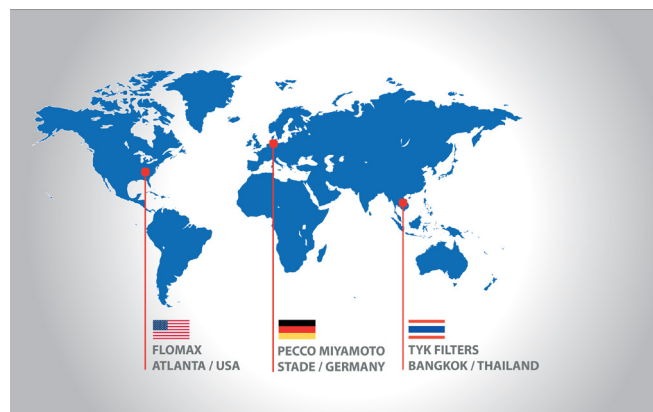 FLOMAX
ATLANTA / USA
PECCO MIYAMOTO
STADE / GERMANY
TYK FILTERS
BANGKOK / THAILAND